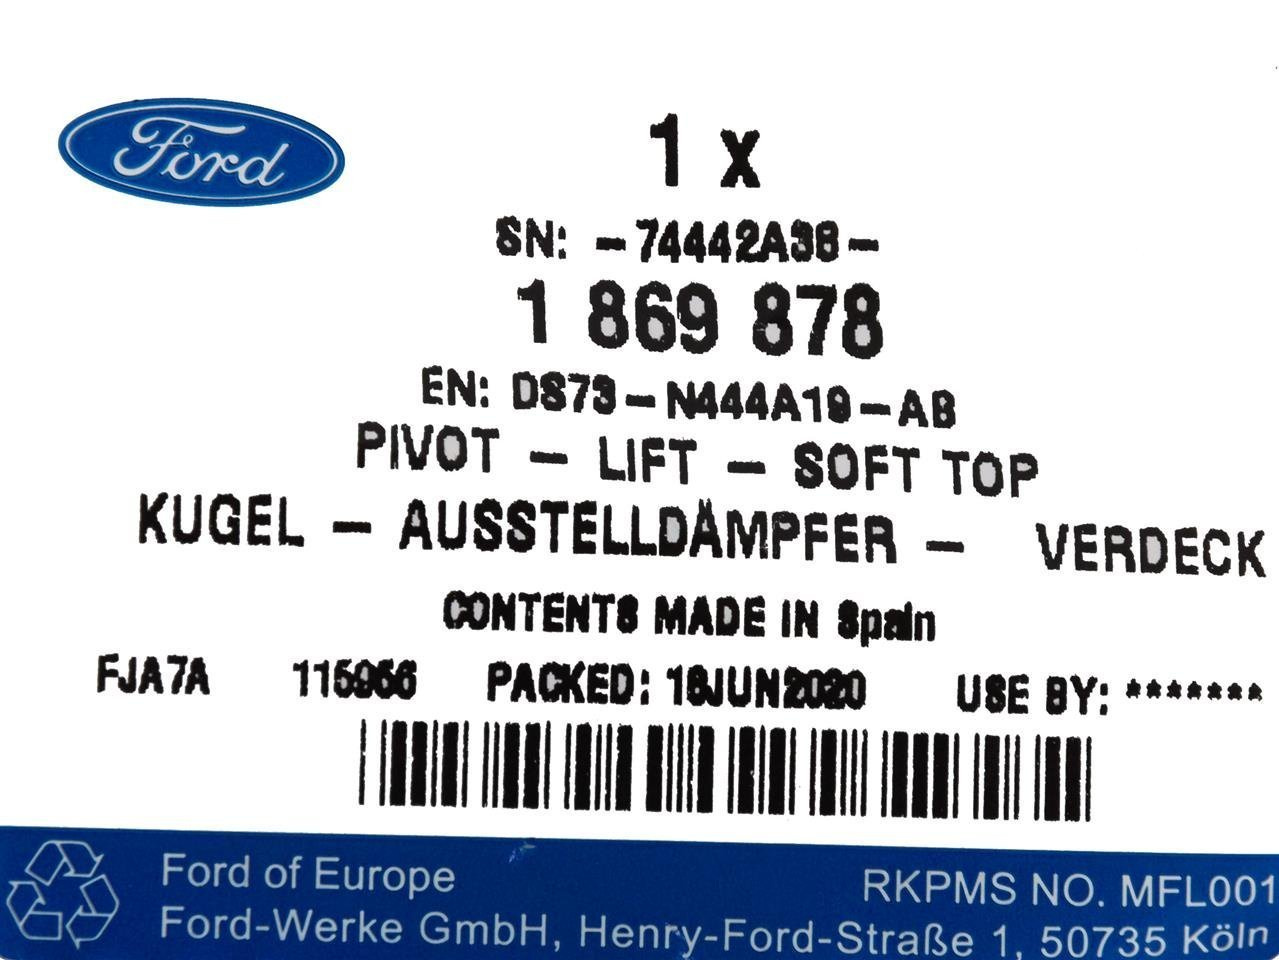 Ford
1 x
SN: -74442A38-
1 869 878
EN: DS73-N444A19-AB
PIVOT - LIFT - SOFT TOP
KUGEL - AUSSTELLDÄMPFER - VERDECK
CONTENTS MADE IN Spain
FJA7A 115956 PACKED: 16JUN2020 USE BY: *******
Ford of Europe RKPMS NO. MFL001
Ford-Werke GmbH, Henry-Ford-Straße 1, 50735 Köln